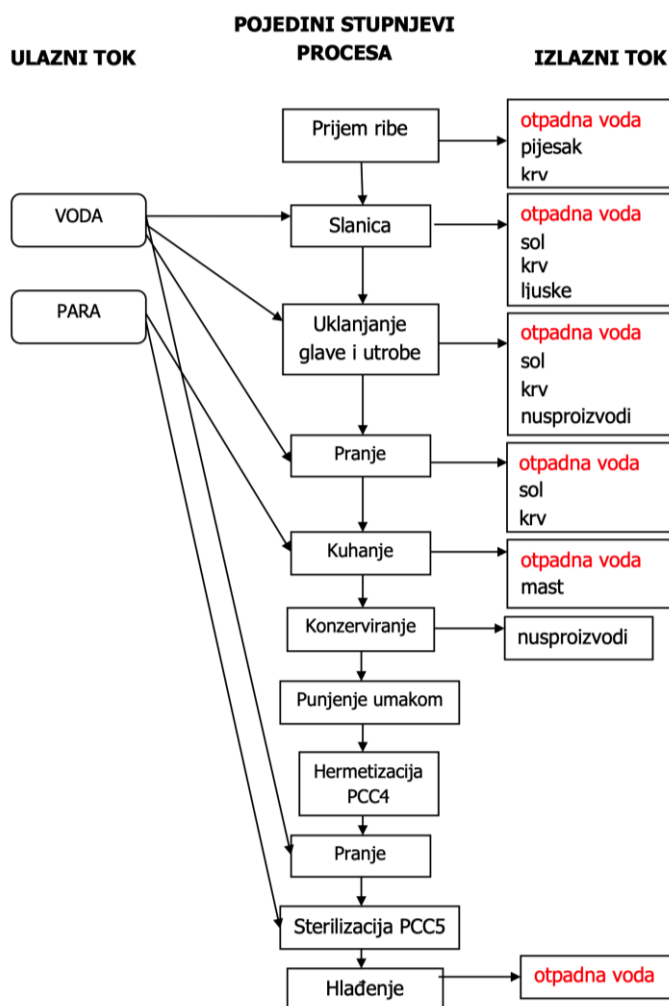 ULAZNI TOK
POJEDINI STUPNJEVI
PROCESA
IZLAZNI TOK
Prijem ribe
otpadna voda
pijesak
krv
VODA
Slanica
otpadna voda
sol
krv
ljuske
PARA
Uklanjanje
glave i utrobe
otpadna voda
sol
krv
nusproizvodi
Pranje
otpadna voda
sol
krv
Kuhanje
otpadna voda
mast
Konzerviranje
nusproizvodi
Punjenje umakom
Hermetizacija
PCC4
Pranje
Sterilizacija PCC5
Hlađenje
otpadna voda